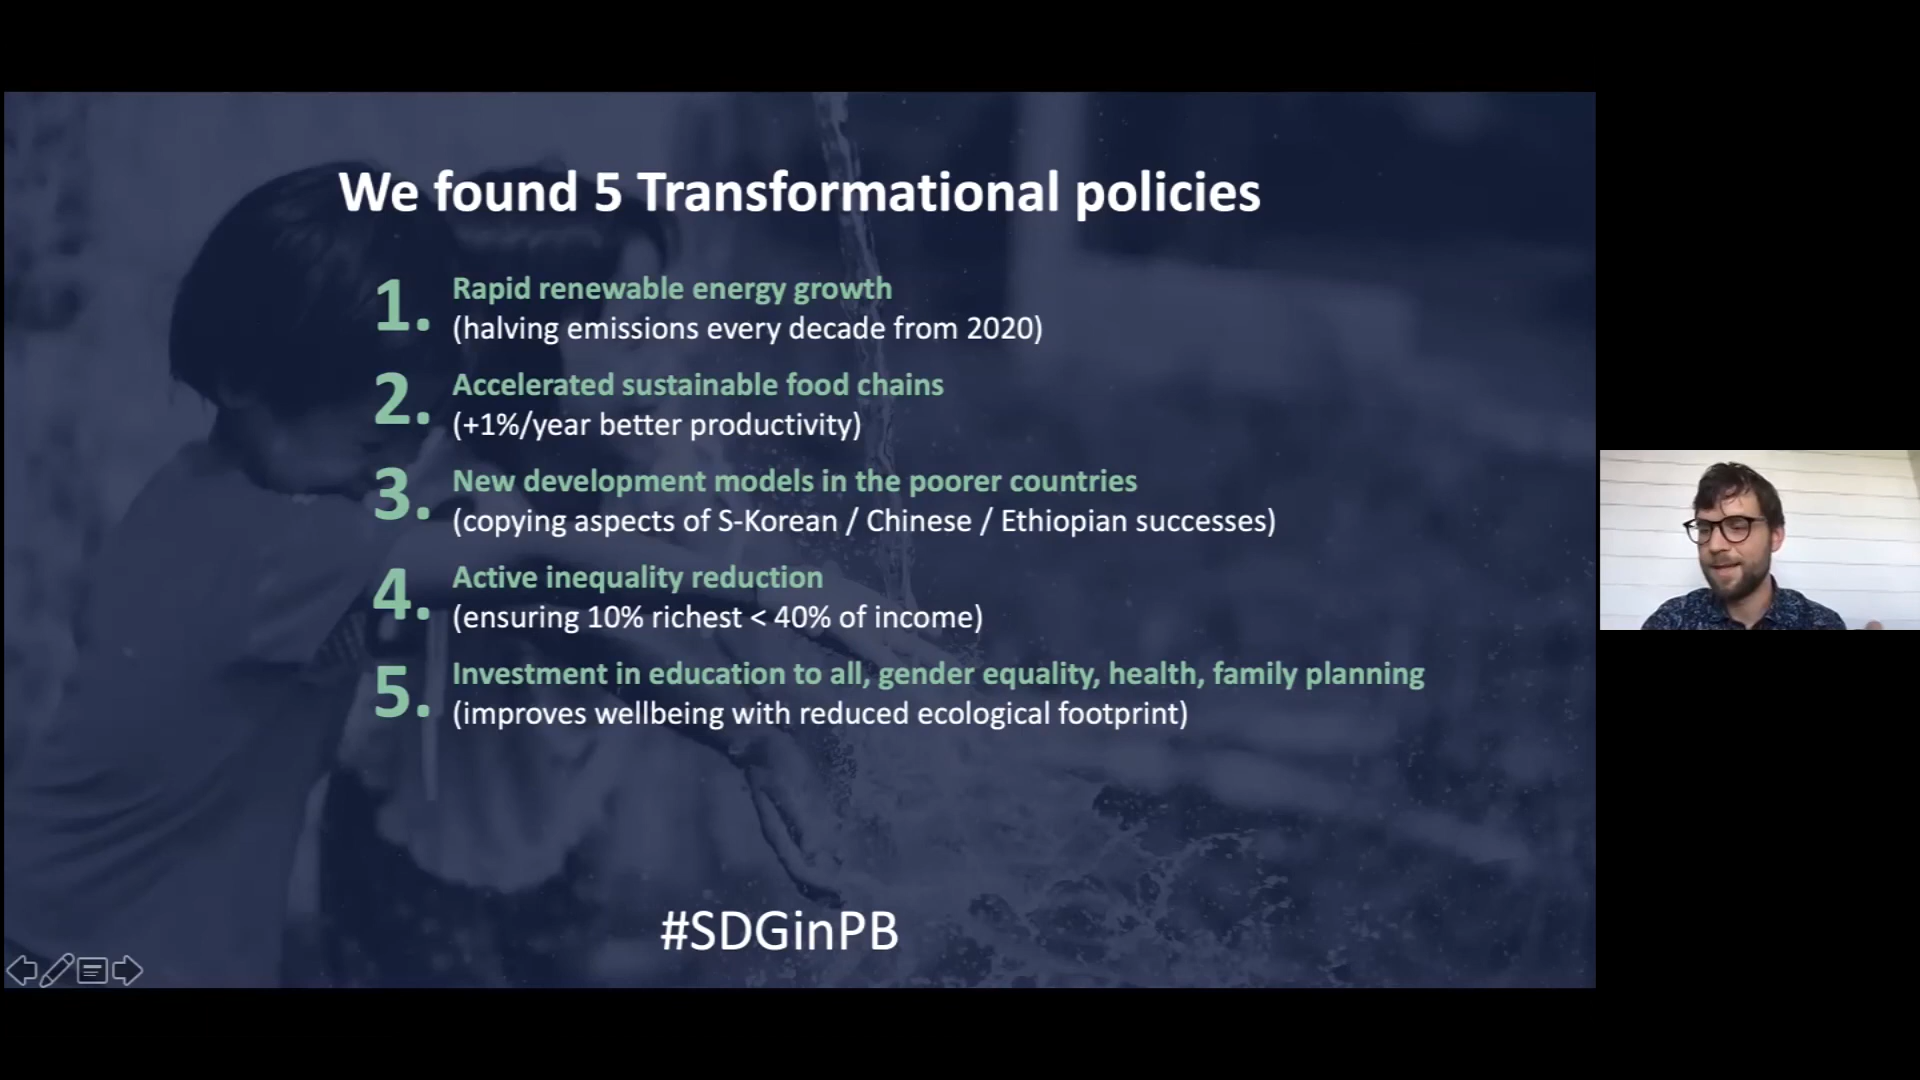 We found 5 Transformational policies
1. Rapid renewable energy growth
(halving emissions every decade from 2020)
2. Accelerated sustainable food chains
(+1%/year better productivity)
3. New development models in the poorer countries
(copying aspects of S-Korean / Chinese / Ethiopian successes)
4. Active inequality reduction
(ensuring 10% richest < 40% of income)
5. Investment in education to all, gender equality, health, family planning
(improves wellbeing with reduced ecological footprint)
#SDGinPB